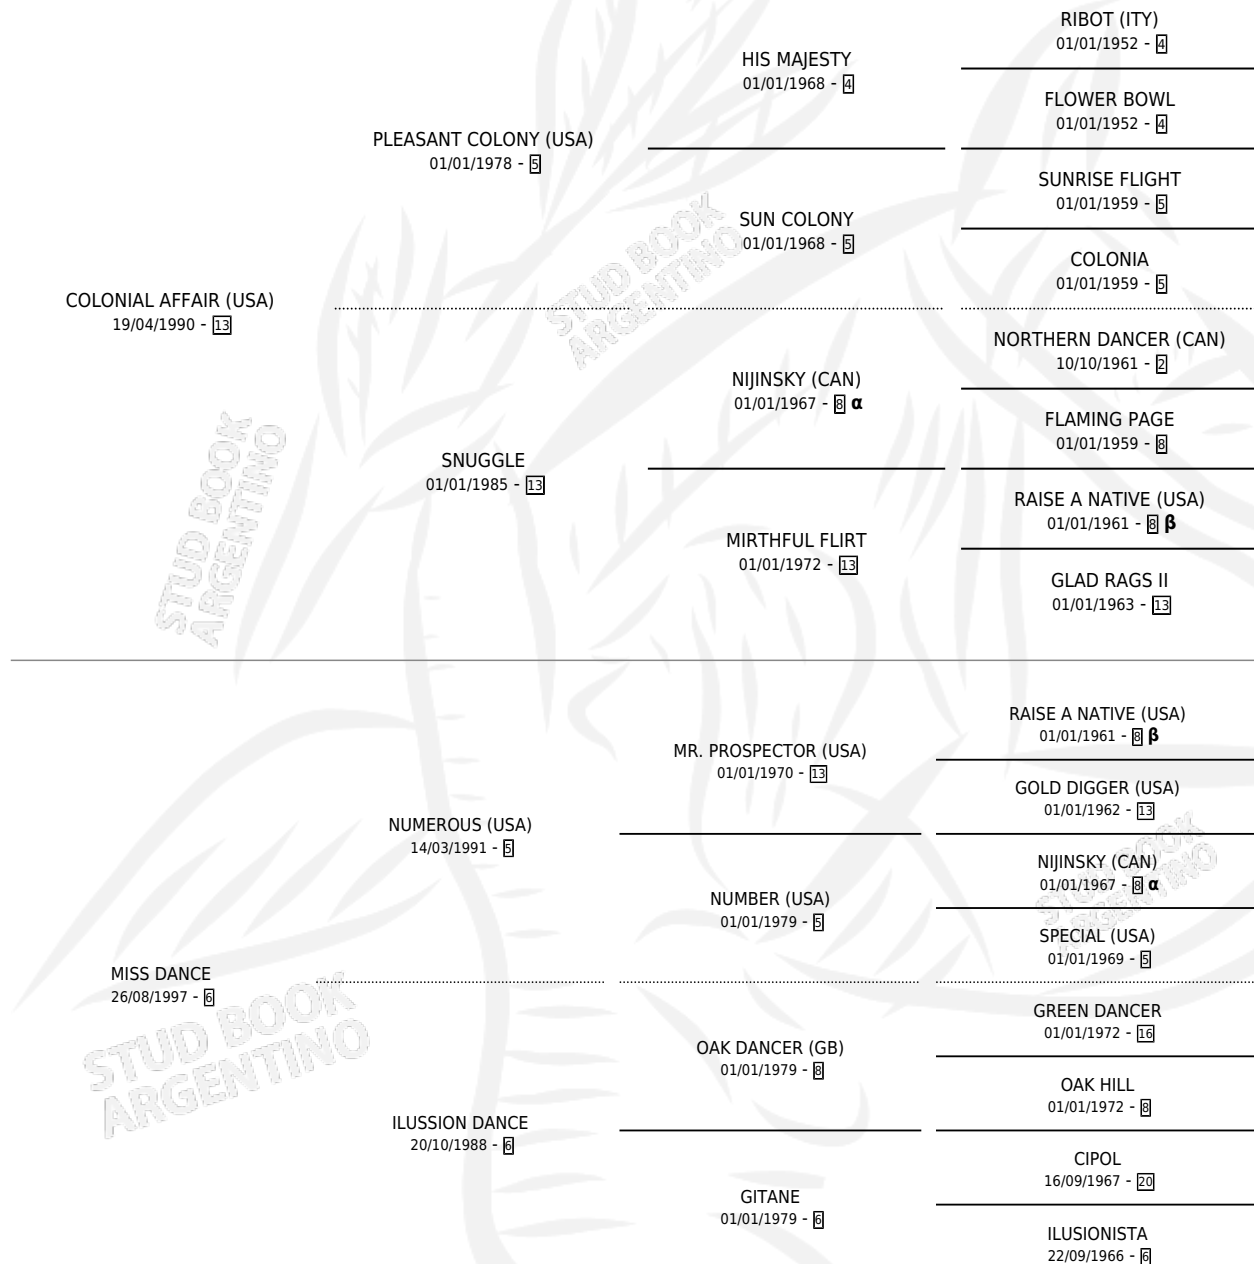 RIBOT (ITY)
01/01/1952 - 4
HIS MAJESTY
01/01/1968 - 4
FLOWER BOWL
01/01/1952 - 4
PLEASANT COLONY (USA)
01/01/1978 - 5
SUNRISE FLIGHT
01/01/1959 - 5
SUN COLONY
01/01/1968 - 5
COLONIA
01/01/1959 - 5
STUD BOOK
ARGENTINO
COLONIAL AFFAIR (USA)
19/04/1990 - 13
NORTHERN DANCER (CAN)
10/10/1961 - 2
NIJINSKY (CAN)
01/01/1967 - 8 α
FLAMING PAGE
01/01/1959 - 8
SNUGGLE
01/01/1985 - 13
RAISE A NATIVE (USA)
01/01/1961 - 8 β
MIRTHFUL FLIRT
01/01/1972 - 13
GLAD RAGS II
01/01/1963 - 13
STUD BOOK
ARGENTINO
RAISE A NATIVE (USA)
01/01/1961 - 8 β
MR. PROSPECTOR (USA)
01/01/1970 - 13
GOLD DIGGER (USA)
01/01/1962 - 13
NUMEROUS (USA)
14/03/1991 - 5
NIJINSKY (CAN)
01/01/1967 - 8 α
NUMBER (USA)
01/01/1979 - 5
SPECIAL (USA)
01/01/1969 - 5
STUD BOOK
ARGENTINO
MISS DANCE
26/08/1997 - 6
GREEN DANCER
01/01/1972 - 16
OAK DANCER (GB)
01/01/1979 - 8
OAK HILL
01/01/1972 - 8
STUD BOOK
ARGENTINO
ILUSSION DANCE
20/10/1988 - 6
CIPOL
16/09/1967 - 20
GITANE
01/01/1979 - 6
ILUSIONISTA
22/09/1966 - 6